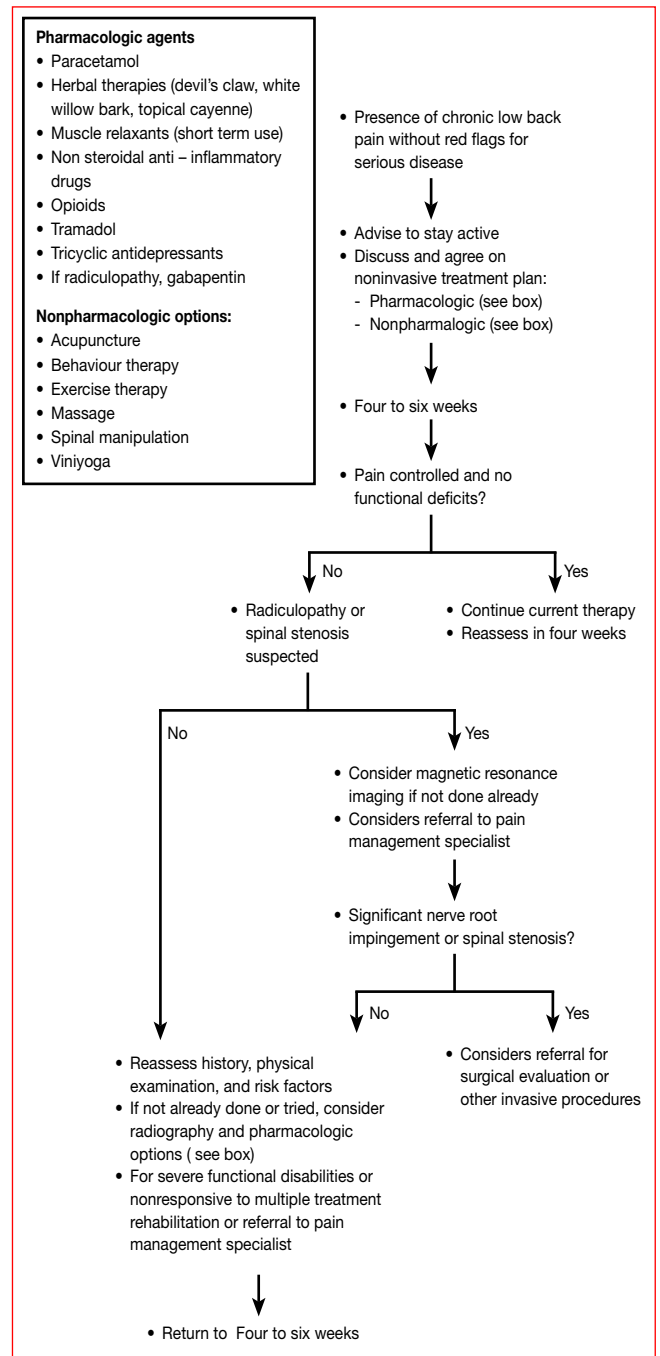 Pharmacologic agents
• Paracetamol
• Herbal therapies (devil's claw, white
willow bark, topical cayenne)
• Muscle relaxants (short term use)
• Non steroidal anti – inflammatory
drugs
• Opioids
• Tramadol
• Tricyclic antidepressants
• If radiculopathy, gabapentin
Nonpharmacologic options:
• Acupuncture
• Behaviour therapy
• Exercise therapy
• Massage
• Spinal manipulation
• Viniyoga
• Presence of chronic low back
pain without red flags for
serious disease
• Advise to stay active
• Discuss and agree on
noninvasive treatment plan:
- Pharmacologic (see box)
- Nonpharmalogic (see box)
• Four to six weeks
• Pain controlled and no
functional deficits?
No
Yes
• Radiculopathy or
spinal stenosis
suspected
• Continue current therapy
• Reassess in four weeks
No
Yes
• Consider magnetic resonance
imaging if not done already
• Considers referral to pain
management specialist
• Significant nerve root
impingement or spinal stenosis?
No
Yes
• Reassess history, physical
examination, and risk factors
• If not already done or tried, consider
radiography and pharmacologic
options ( see box)
• For severe functional disabilities or
nonresponsive to multiple treatment
rehabilitation or referral to pain
management specialist
• Considers referral for
surgical evaluation or
other invasive procedures
• Return to Four to six weeks